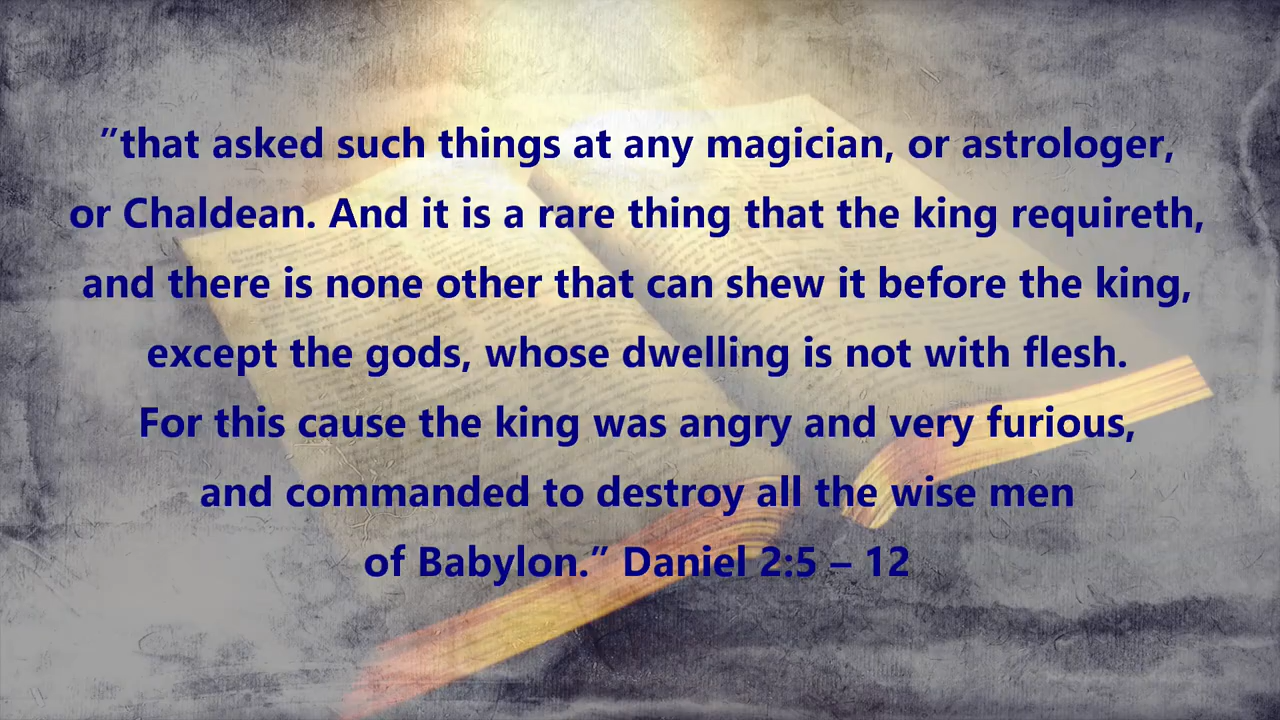 ”that asked such things at any magician, or astrologer,
or Chaldean. And it is a rare thing that the king requireth,
and there is none other that can shew it before the king,
except the gods, whose dwelling is not with flesh.
For this cause the king was angry and very furious,
and commanded to destroy all the wise men
of Babylon.” Daniel 2:5 – 12